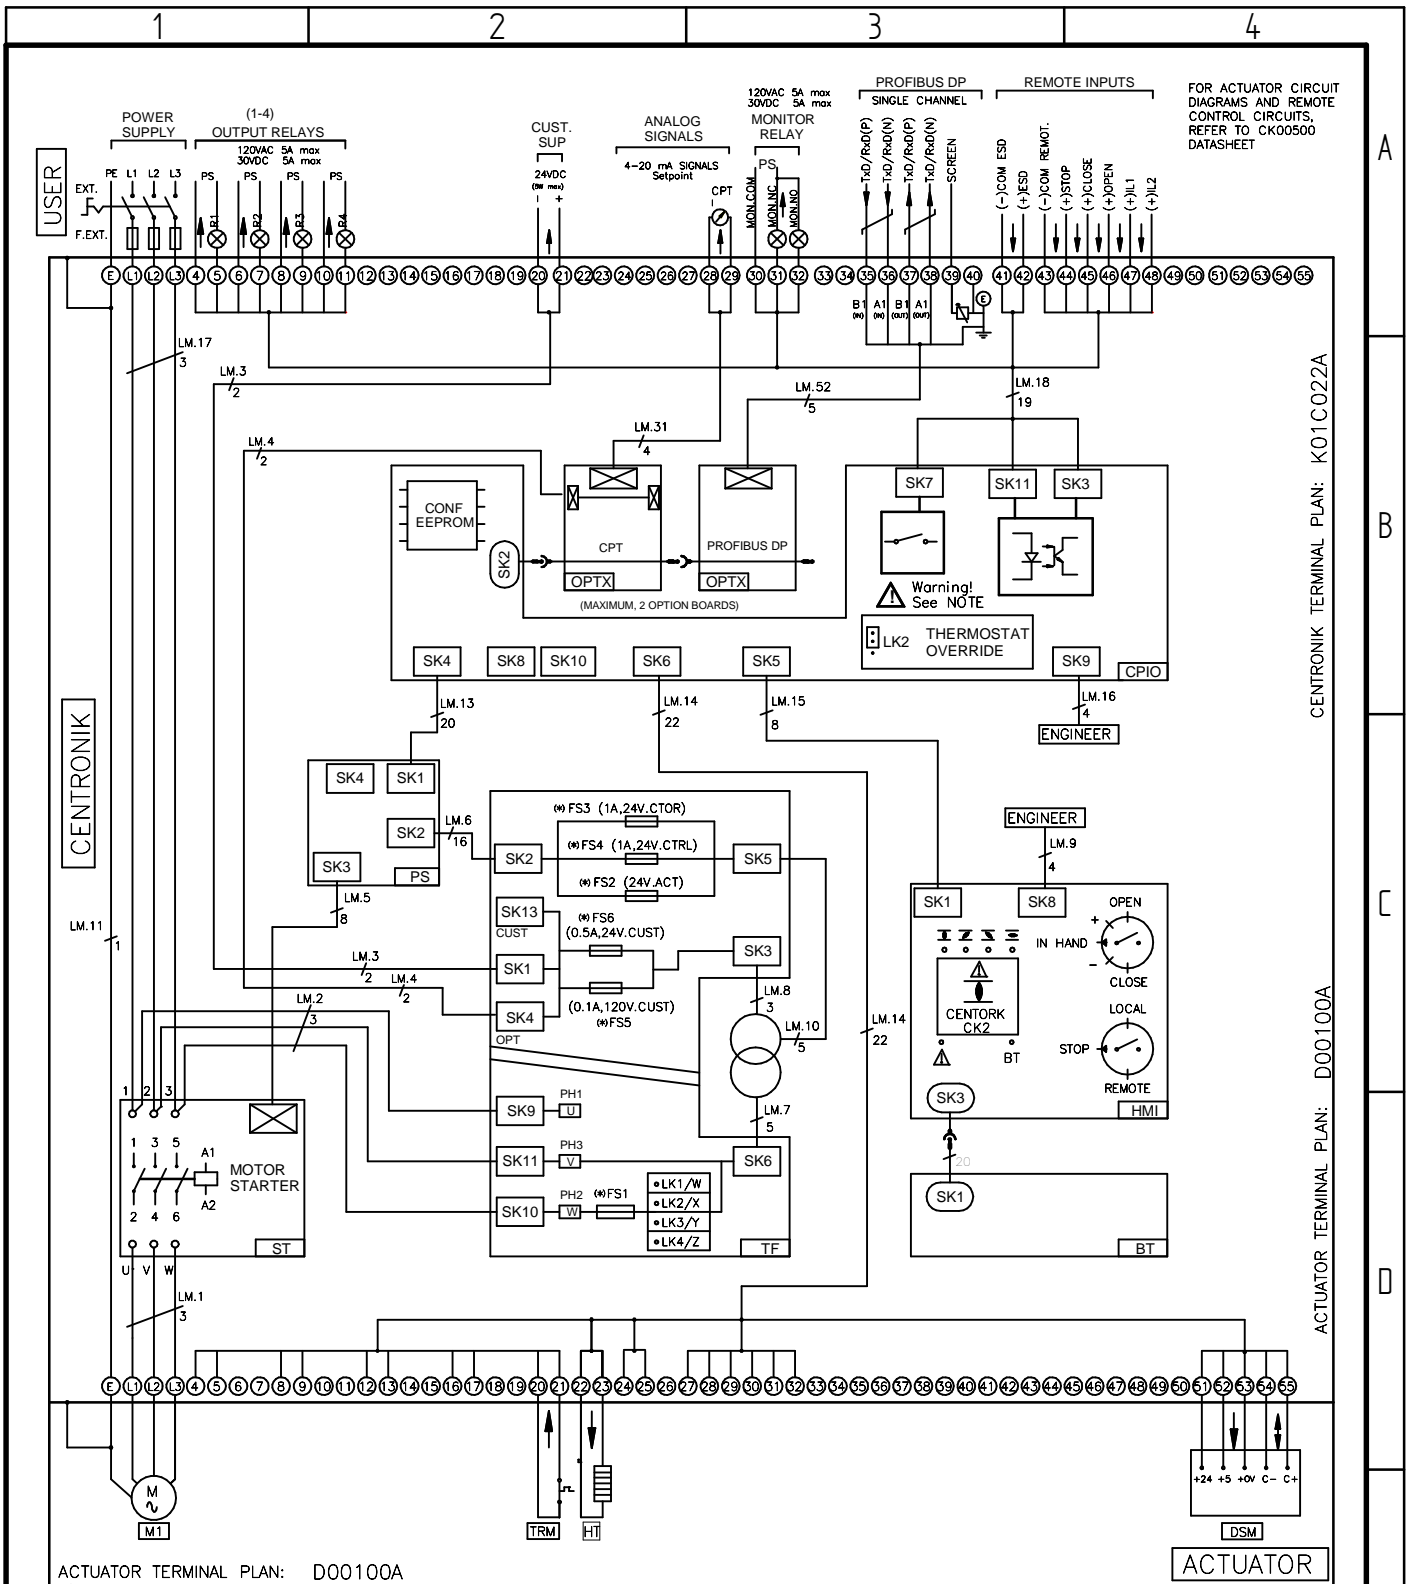 1 2 3 4
A
B
C
D
FOR ACTUATOR CIRCUIT
DIAGRAMS AND REMOTE
CONTROL CIRCUITS,
REFER TO CK00500
DATASHEET
USER
POWER
SUPPLY
PE L1 L2 L3
EXT.
F.EXT.
(1-4)
OUTPUT RELAYS
120VAC 5A max
30VDC 5A max
PS PS PS PS
R1 R2 R3 R4
CUST.
SUP
24VDC
(5W max)
- +
ANALOG
SIGNALS
4-20 mA SIGNALS
Setpoint
CPT
- +
120VAC 5A max
30VDC 5A max
MONITOR
RELAY
PS
MON.COM
MON.NC
MON.NO
PROFIBUS DP
SINGLE CHANNEL
TxD/RxD(P)
TxD/RxD(N)
TxD/RxD(P)
TxD/RxD(N)
SCREEN
REMOTE INPUTS
(-)COM ESD
(+)ESD
(-)COM REMOT.
(+)STOP
(+)CLOSE
(+)OPEN
(+)IL1
(+)IL2
E L1 L2 L3 4 5 6 7 8 9 10 11 12 13 14 15 16 17 18 19 20 21 22 23 24 25 26 27 28 29 30 31 32 33 34 35 36 37 38 39 40 41 42 43 44 45 46 47 48 49 50 51 52 53 54 55
B1 A1 B1 A1
(IN) (IN) (OUT) (OUT)
E
LM.17
3
LM.3
2
LM.4
2
LM.31
4
LM.52
5
LM.18
19
CENTRONIK TERMINAL PLAN: K01C022A
CONF
EEPROM
SK2
CPT
OPTX
PROFIBUS DP
OPTX
(MAXIMUM, 2 OPTION BOARDS)
SK7 SK11 SK3
Warning!
See NOTE
LK2
THERMOSTAT
OVERRIDE
SK4 SK8 SK10 SK6 SK5 SK9
CPIO
LM.13
20
LM.14
22
LM.15
8
LM.16
4
ENGINEER
CENTRONIK
SK4 SK1
SK2
SK3
PS
LM.6
16
LM.5
8
LM.11
1
(*)FS3 (1A,24V.CTOR)
(*)FS4 (1A,24V.CTRL)
(*)FS2 (24V.ACT)
SK2
SK5
SK13
CUST
(*)FS6
(0.5A,24V.CUST)
SK1
SK3
SK4
OPT
(0.1A,120V.CUST)
(*)FS5
LM.3
2
LM.4
2
LM.2
3
LM.8
3
LM.10
5
LM.7
5
LM.14
22
SK9
PH1
U
SK11
PH3
V
SK10
PH2
W
(*)FS1
SK6
LK1/W
LK2/X
LK3/Y
LK4/Z
TF
ENGINEER
LM.9
4
SK1 SK8
OPEN
+
IN HAND
-
CLOSE
CENTORK
CK2
BT
LOCAL
STOP
REMOTE
SK3
HMI
20
SK1
BT
ACTUATOR TERMINAL PLAN: D00100A
1 2 3
1 3 5
A1
A2
2 4 6
MOTOR
STARTER
ST
U V W
LM.1
3
E L1 L2 L3 4 5 6 7 8 9 10 11 12 13 14 15 16 17 18 19 20 21 22 23 24 25 26 27 28 29 30 31 32 33 34 35 36 37 38 39 40 41 42 43 44 45 46 47 48 49 50 51 52 53 54 55
M
M1
TRM
HT
+24 +5 +0V C- C+
DSM
ACTUATOR TERMINAL PLAN: D00100A
ACTUATOR